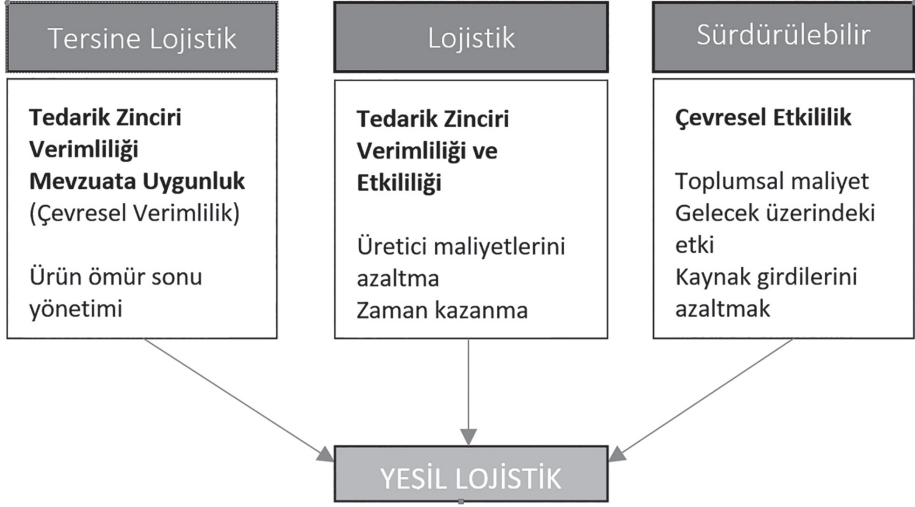 Tersine Lojistik
Tedarik Zinciri
Verimliliği
Mevzuata Uygunluk
(Çevresel Verimlilik)
Ürün ömür sonu
yönetimi
Lojistik
Tedarik Zinciri
Verimliliği ve
Etkililiği
Üretici maliyetlerini
azaltma
Zaman kazanma
Sürdürülebilir
Çevresel Etkililik
Toplumsal maliyet
Gelecek üzerindeki
etki
Kaynak girdilerini
azaltmak
YESİL LOJİSTİK